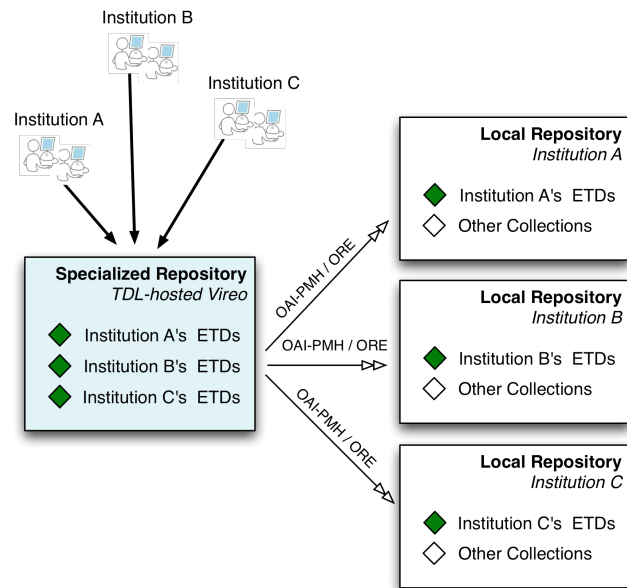 Institution B
Institution C
Institution A
Specialized Repository
TDL-hosted Vireo
Institution A's ETDs
Institution B's ETDs
Institution C's ETDs
OAI-PMH / ORE
OAI-PMH / ORE
OAI-PMH / ORE
Local Repository
Institution A
Institution A's ETDs
Other Collections
Local Repository
Institution B
Institution B's ETDs
Other Collections
Local Repository
Institution C
Institution C's ETDs
Other Collections